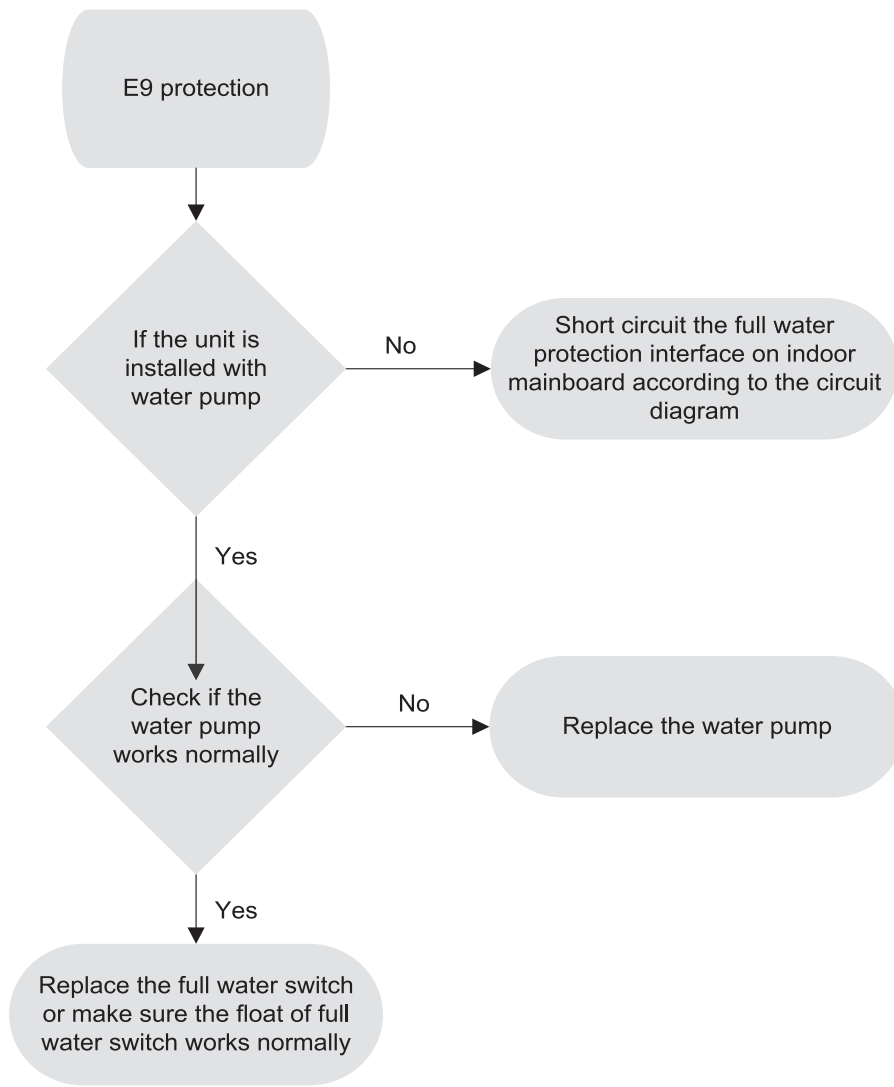 E9 protection
If the unit is
installed with
water pump
No
Short circuit the full water
protection interface on indoor
mainboard according to the circuit
diagram
Yes
Check if the
water pump
works normally
No
Replace the water pump
Yes
Replace the full water switch
or make sure the float of full
water switch works normally